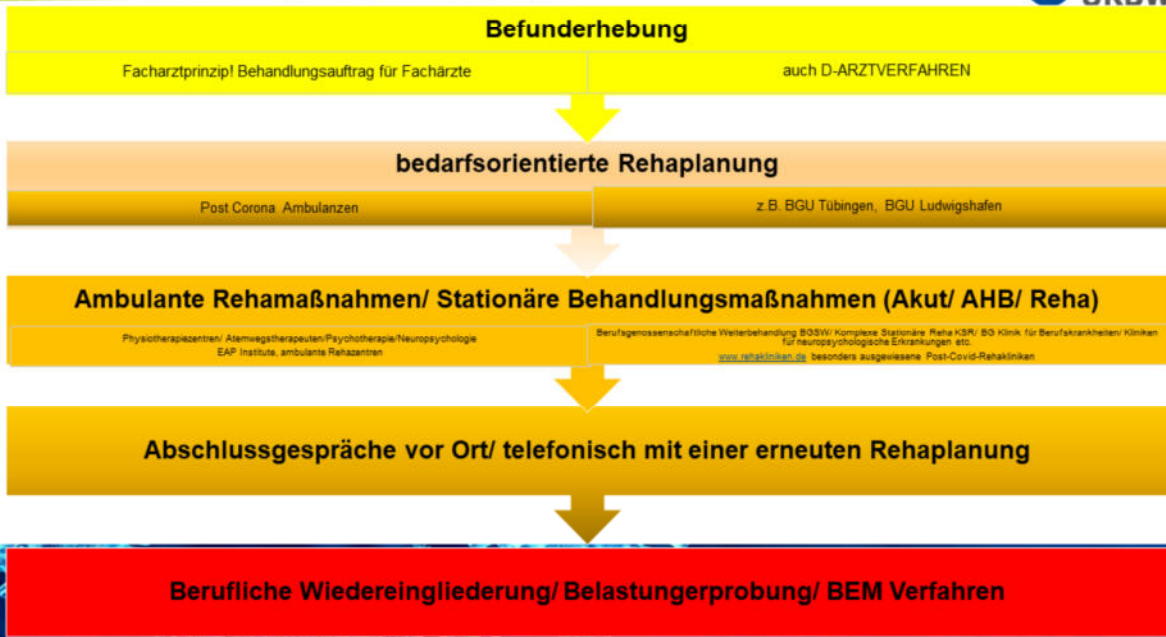 Befunderhebung
Facharztprinzip! Behandlungsauftrag für Fachärzte
auch D-ARZTVERFAHREN
bedarfsorientierte Rehaplanung
Post Corona Ambulanzen
z.B. BGU Tübingen, BGU Ludwigshafen
Ambulante Rehamaßnahmen/ Stationäre Behandlungsmaßnahmen (Akut/ AHB/ Reha)
Physiotherapiezentren/ Atemwegstherapeuten/Psychotherapie/Neuropsychologie
EAP Institute, ambulante Rehazentren
Berufsgenossenschaftliche Weiterbehandlung BGSW/ Komplexe Stationäre Reha KSR/ BG Klinik für Berufskrankheiten/ Kliniken
für neuropsychologische Erkrankungen etc.
www.rehakliniken.de besonders ausgewiesene Post-Covid-Rehakliniken
Abschlussgespräche vor Ort/ telefonisch mit einer erneuten Rehaplanung
Berufliche Wiedereingliederung/ Belastungerprobung/ BEM Verfahren